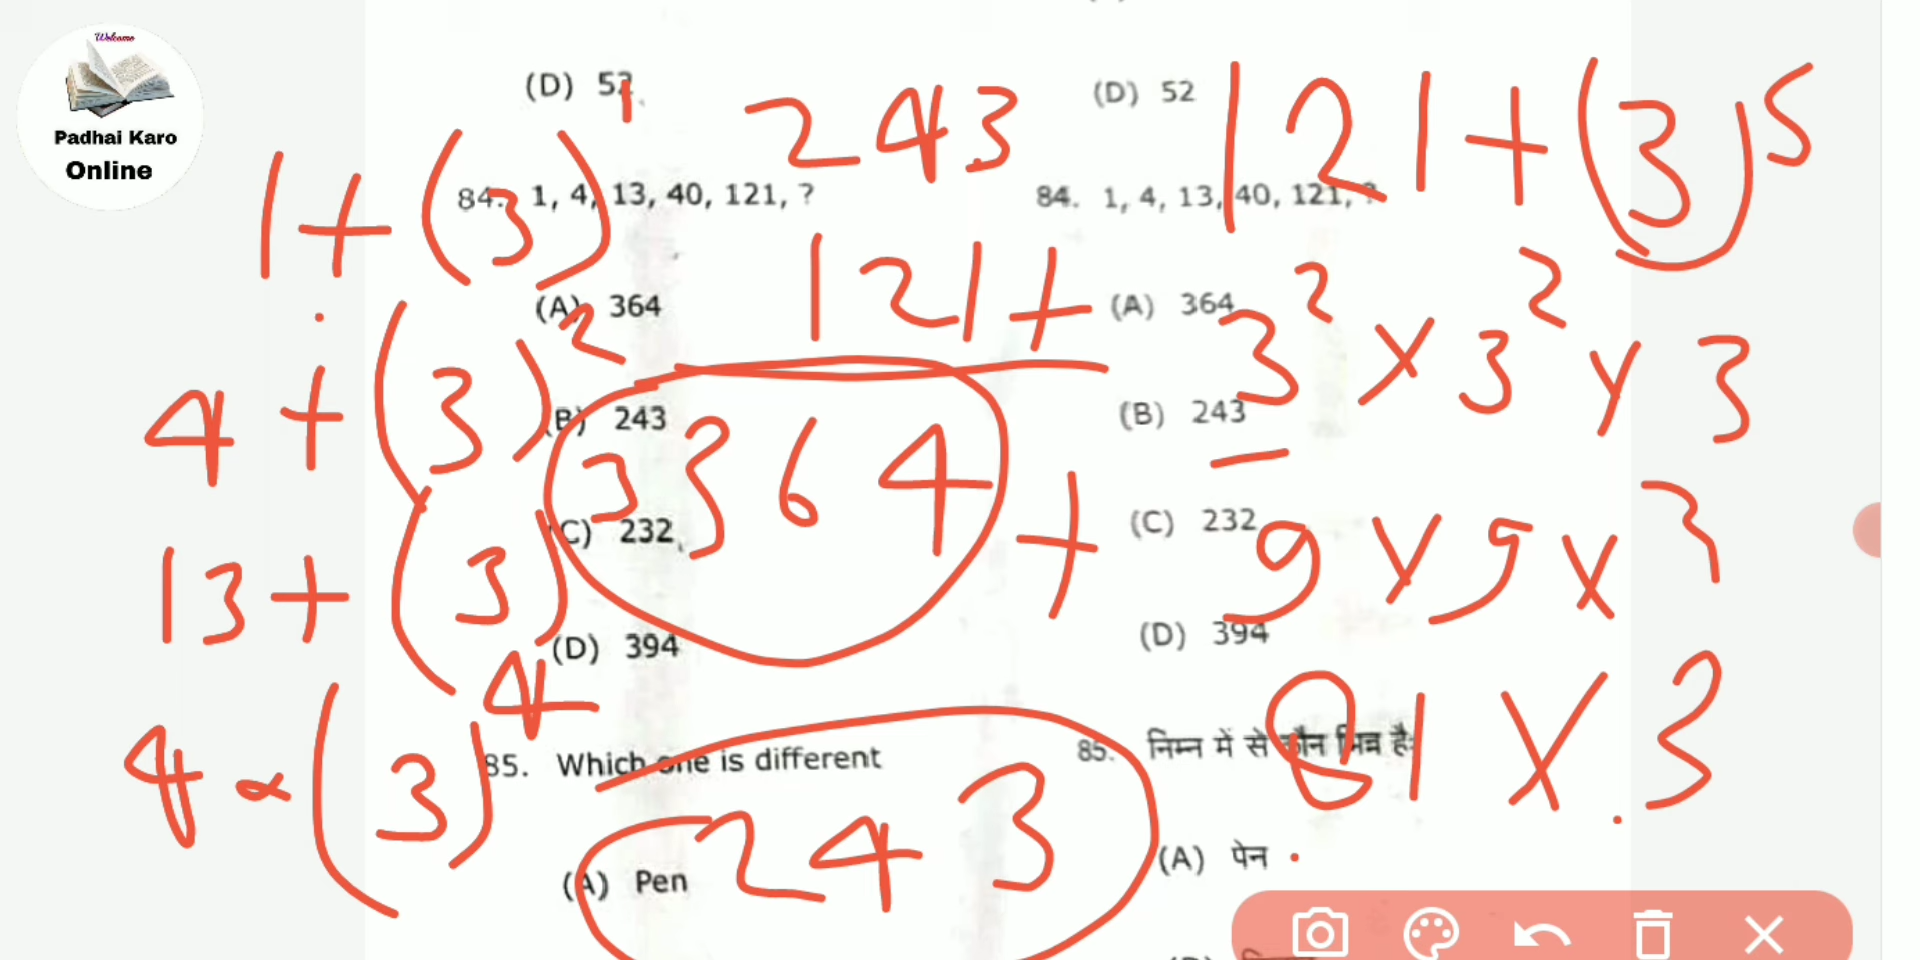 Welcome
Padhai Karo
Online
(D) 52
84. 1, 4, 13, 40, 121, ?
(A) 364
(B) 243
(C) 232
(D) 394
85. Which one is different
(A) Pen
(D) 52
84. 1, 4, 13, 40, 121, ?
(A) 364
(B) 243
(C) 232
(D) 394
85. निम्न में से कौन भिन्न है:
(A) पेन
1+(3)1
4+(3)2
13+(3)
4 (3)4
243
121+
364
+
243
121+(3)5
3²×3²×3
9×9×3
81×3